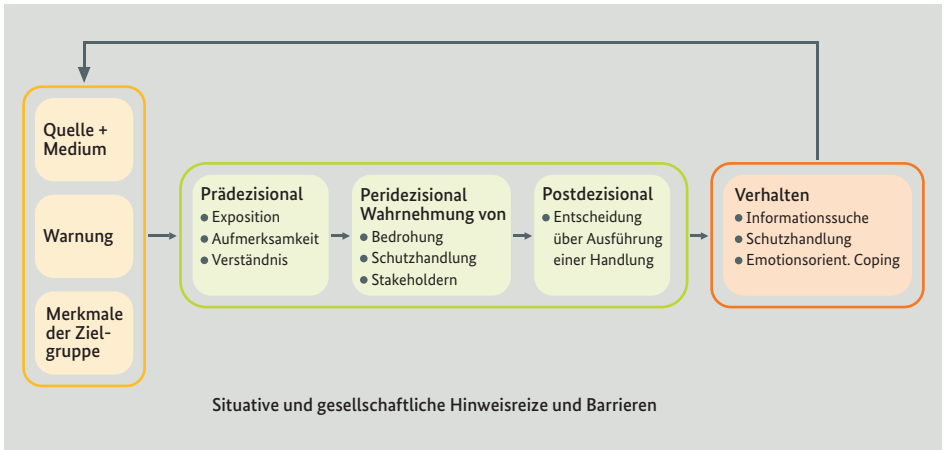 Quelle +
Medium
Warnung
Merkmale
der Ziel-
gruppe
Prädezisional
● Exposition
● Aufmerksamkeit
● Verständnis
Peridezisional
Wahrnehmung von
● Bedrohung
● Schutzhandlung
● Stakeholdern
Postdezisional
● Entscheidung
über Ausführung
einer Handlung
Verhalten
● Informationssuche
● Schutzhandlung
● Emotionsorient. Coping
Situative und gesellschaftliche Hinweisreize und Barrieren